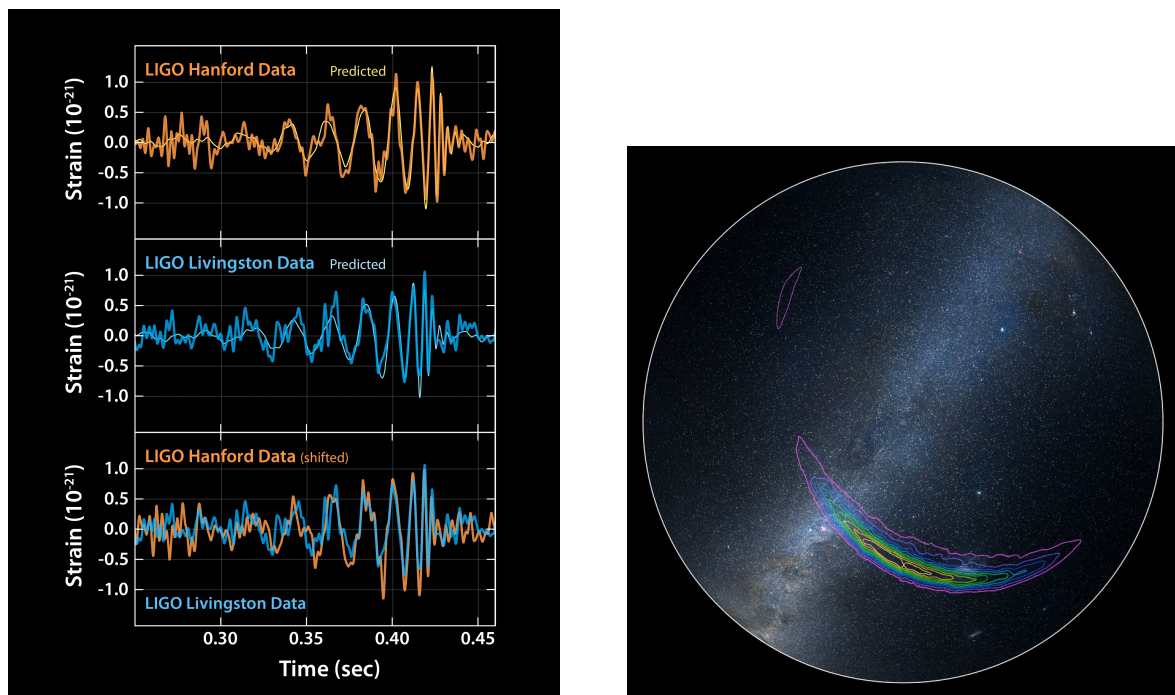 LIGO Hanford Data Predicted
1.0
0.5
0.0
-0.5
-1.0
Strain (10⁻²¹)
LIGO Livingston Data Predicted
1.0
0.5
0.0
-0.5
-1.0
Strain (10⁻²¹)
LIGO Hanford Data (shifted)
1.0
0.5
0.0
-0.5
-1.0
Strain (10⁻²¹)
LIGO Livingston Data
0.30 0.35 0.40 0.45
Time (sec)